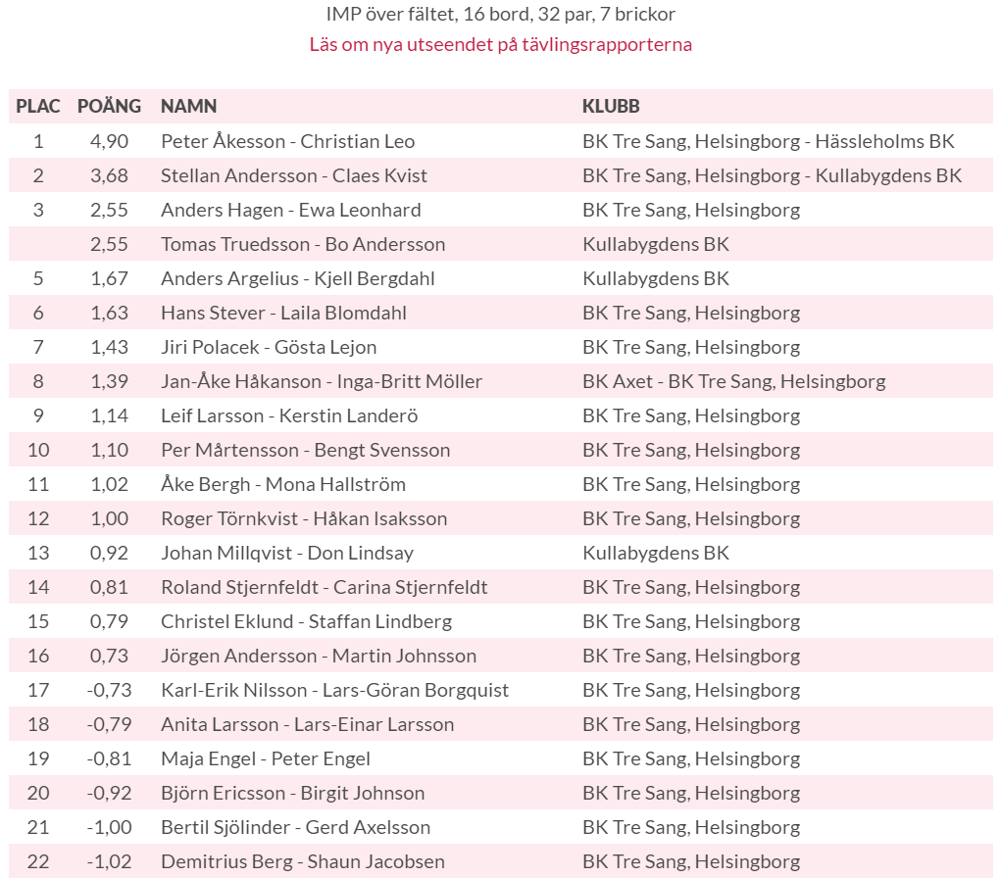 IMP över fältet, 16 bord, 32 par, 7 brickor
Läs om nya utseendet på tävlingsrapporterna
PLAC POÄNG NAMN KLUBB
1 4,90 Peter Åkesson - Christian Leo BK Tre Sang, Helsingborg - Hässleholms BK
2 3,68 Stellan Andersson - Claes Kvist BK Tre Sang, Helsingborg - Kullabygdens BK
3 2,55 Anders Hagen - Ewa Leonhard BK Tre Sang, Helsingborg
2,55 Tomas Truedsson - Bo Andersson Kullabygdens BK
5 1,67 Anders Argelius - Kjell Bergdahl Kullabygdens BK
6 1,63 Hans Stever - Laila Blomdahl BK Tre Sang, Helsingborg
7 1,43 Jiri Polacek - Gösta Lejon BK Tre Sang, Helsingborg
8 1,39 Jan-Åke Håkanson - Inga-Britt Möller BK Axet - BK Tre Sang, Helsingborg
9 1,14 Leif Larsson - Kerstin Landerö BK Tre Sang, Helsingborg
10 1,10 Per Mårtensson - Bengt Svensson BK Tre Sang, Helsingborg
11 1,02 Åke Bergh - Mona Hallström BK Tre Sang, Helsingborg
12 1,00 Roger Törnkvist - Håkan Isaksson BK Tre Sang, Helsingborg
13 0,92 Johan Millqvist - Don Lindsay Kullabygdens BK
14 0,81 Roland Stjernfeldt - Carina Stjernfeldt BK Tre Sang, Helsingborg
15 0,79 Christel Eklund - Staffan Lindberg BK Tre Sang, Helsingborg
16 0,73 Jörgen Andersson - Martin Johnsson BK Tre Sang, Helsingborg
17 -0,73 Karl-Erik Nilsson - Lars-Göran Borgquist BK Tre Sang, Helsingborg
18 -0,79 Anita Larsson - Lars-Einar Larsson BK Tre Sang, Helsingborg
19 -0,81 Maja Engel - Peter Engel BK Tre Sang, Helsingborg
20 -0,92 Björn Ericsson - Birgit Johnson BK Tre Sang, Helsingborg
21 -1,00 Bertil Sjölinder - Gerd Axelsson BK Tre Sang, Helsingborg
22 -1,02 Demitrius Berg - Shaun Jacobsen BK Tre Sang, Helsingborg